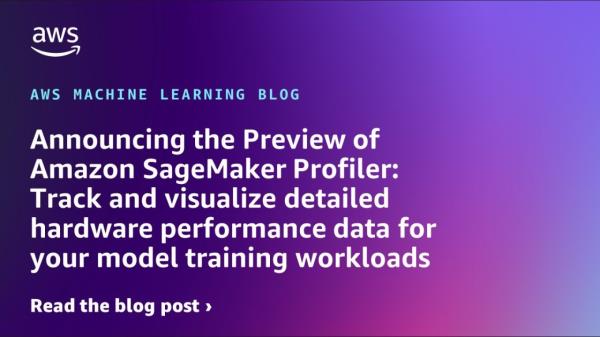 aws
AWS MACHINE LEARNING BLOG
Announcing the Preview of
Amazon SageMaker Profiler:
Track and visualize detailed
hardware performance data for
your model training workloads
Read the blog post ›